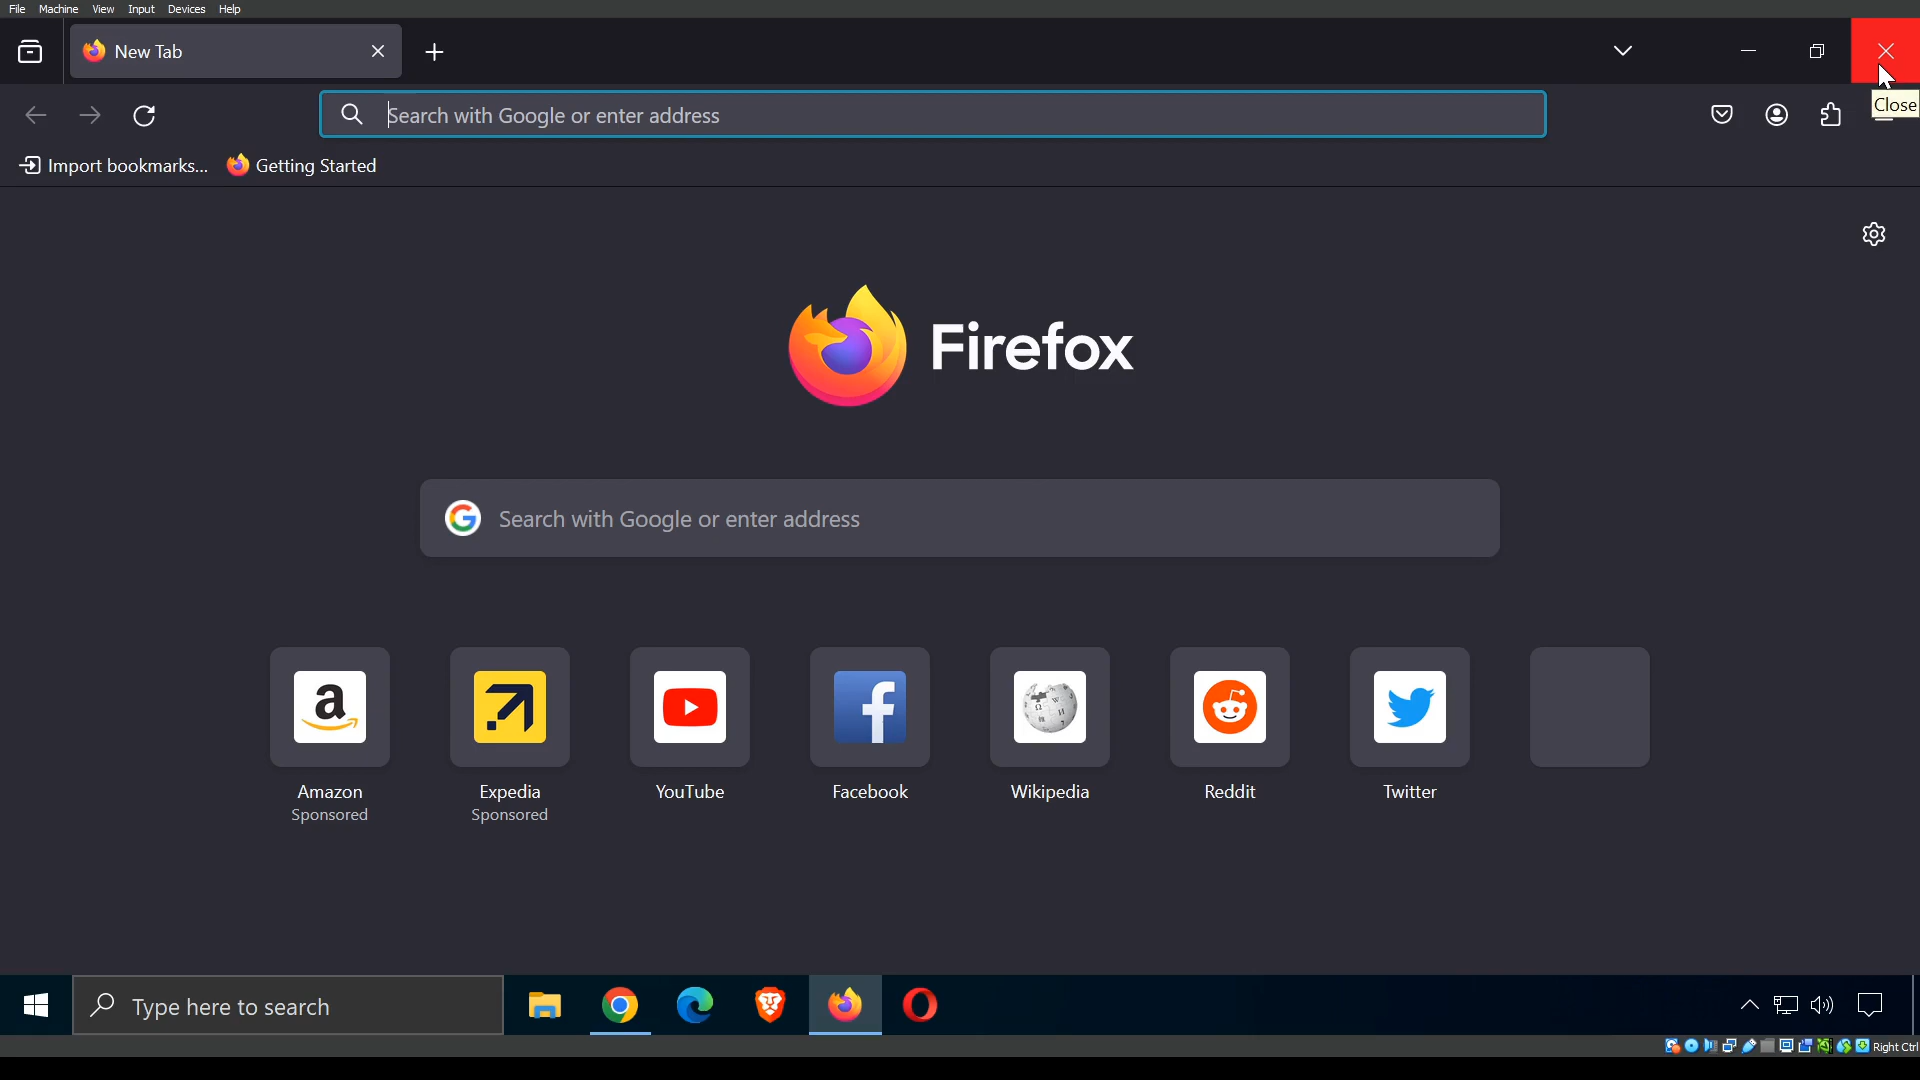 File Machine View Input Devices Help
New Tab
Search with Google or enter address
Close
Import bookmarks... Getting Started
Firefox
Search with Google or enter address
Amazon Expedia YouTube Facebook Wikipedia Reddit Twitter
Sponsored Sponsored
Type here to search
Right Ctrl